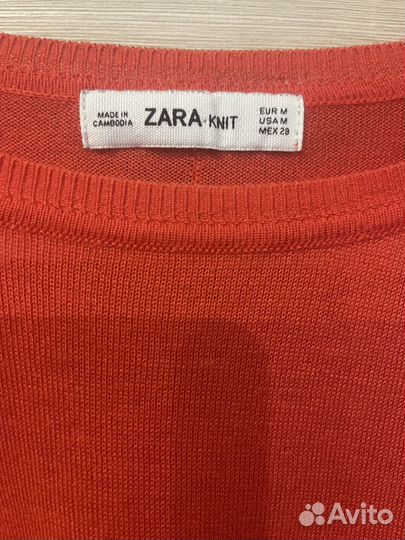 MADE IN
CAMBODIA
ZARA KNIT
EUR M
USA M
MEX 28
Avito